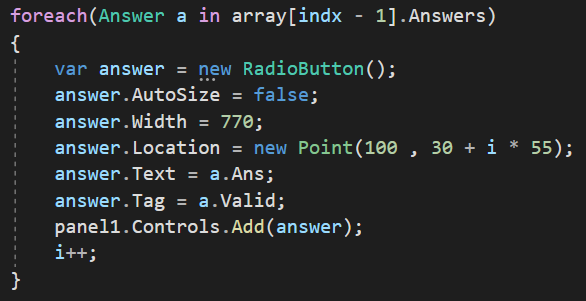 foreach(Answer a in array[indx - 1].Answers)
{
    var answer = new RadioButton();
    answer.AutoSize = false;
    answer.Width = 770;
    answer.Location = new Point(100 , 30 + i * 55);
    answer.Text = a.Ans;
    answer.Tag = a.Valid;
    panel1.Controls.Add(answer);
    i++;
}